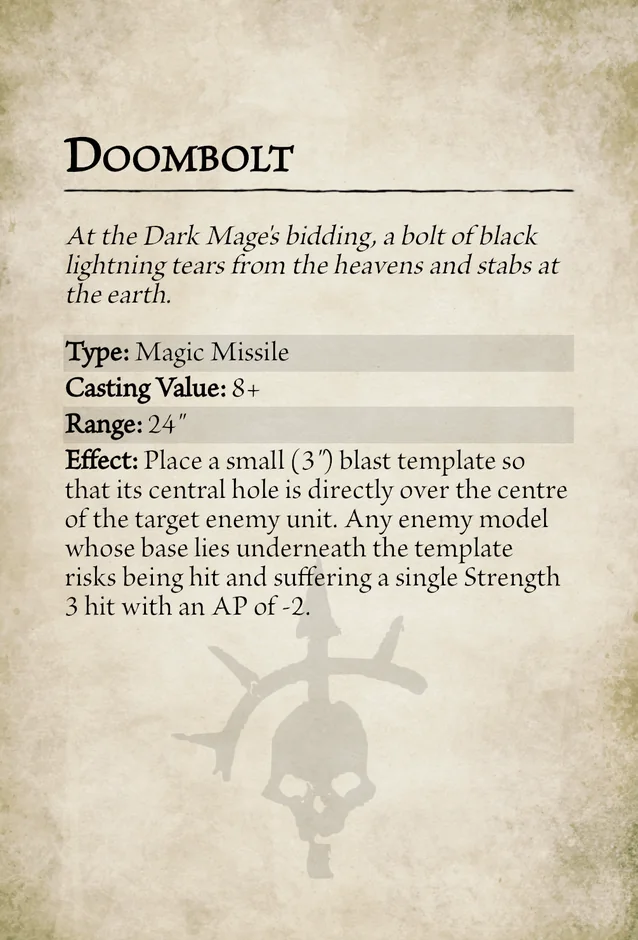 Doombolt
At the Dark Mage's bidding, a bolt of black
lightning tears from the heavens and stabs at
the earth.
Type: Magic Missile
Casting Value: 8+
Range: 24"
Effect: Place a small (3") blast template so
that its central hole is directly over the centre
of the target enemy unit. Any enemy model
whose base lies underneath the template
risks being hit and suffering a single Strength
3 hit with an AP of -2.